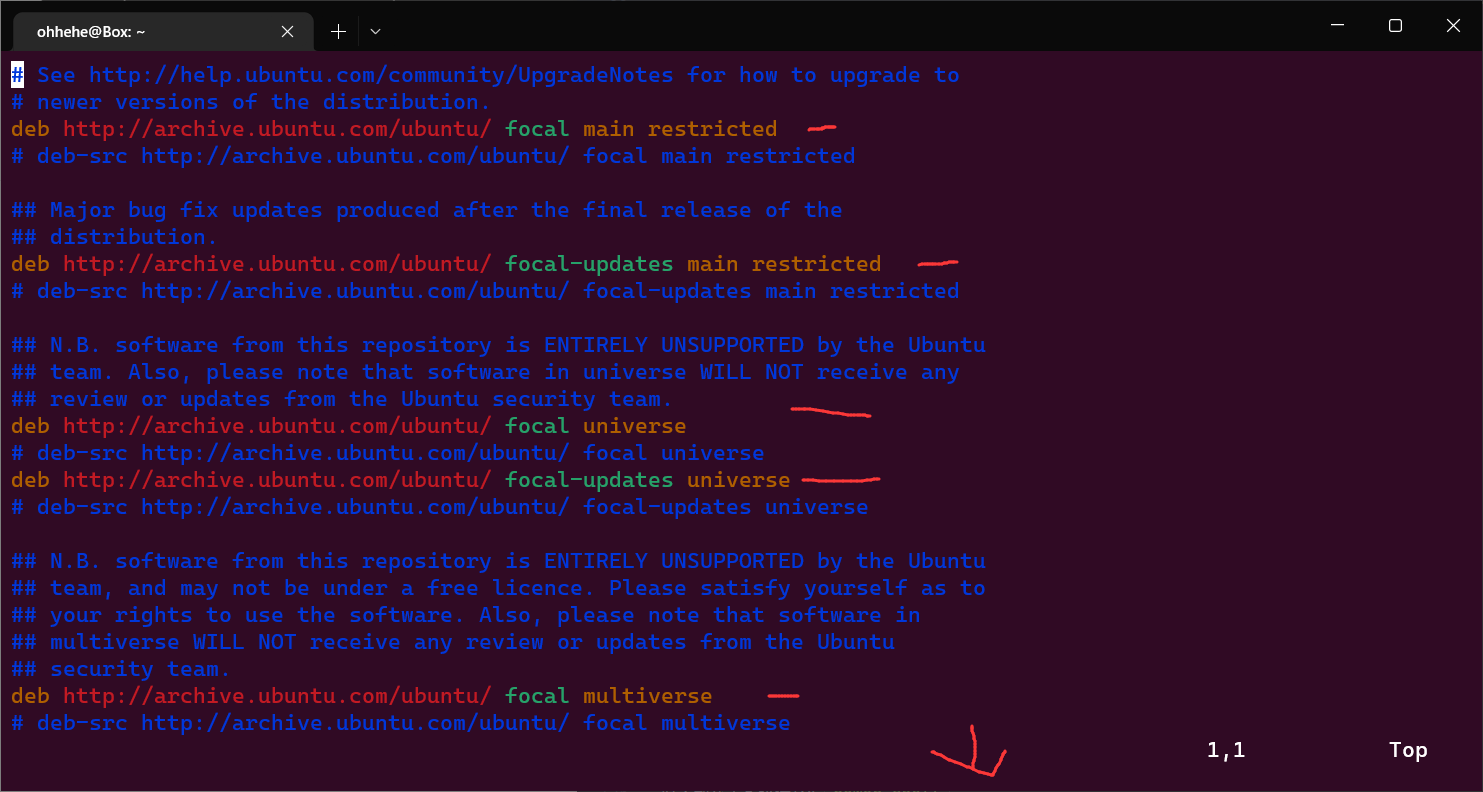 ohhehe@Box: ~
# See http://help.ubuntu.com/community/UpgradeNotes for how to upgrade to
# newer versions of the distribution.
deb http://archive.ubuntu.com/ubuntu/ focal main restricted
# deb-src http://archive.ubuntu.com/ubuntu/ focal main restricted
## Major bug fix updates produced after the final release of the
## distribution.
deb http://archive.ubuntu.com/ubuntu/ focal-updates main restricted
# deb-src http://archive.ubuntu.com/ubuntu/ focal-updates main restricted
## N.B. software from this repository is ENTIRELY UNSUPPORTED by the Ubuntu
## team. Also, please note that software in universe WILL NOT receive any
## review or updates from the Ubuntu security team.
deb http://archive.ubuntu.com/ubuntu/ focal universe
# deb-src http://archive.ubuntu.com/ubuntu/ focal universe
deb http://archive.ubuntu.com/ubuntu/ focal-updates universe
# deb-src http://archive.ubuntu.com/ubuntu/ focal-updates universe
## N.B. software from this repository is ENTIRELY UNSUPPORTED by the Ubuntu
## team, and may not be under a free licence. Please satisfy yourself as to
## your rights to use the software. Also, please note that software in
## multiverse WILL NOT receive any review or updates from the Ubuntu
## security team.
deb http://archive.ubuntu.com/ubuntu/ focal multiverse
# deb-src http://archive.ubuntu.com/ubuntu/ focal multiverse
1,1 Top